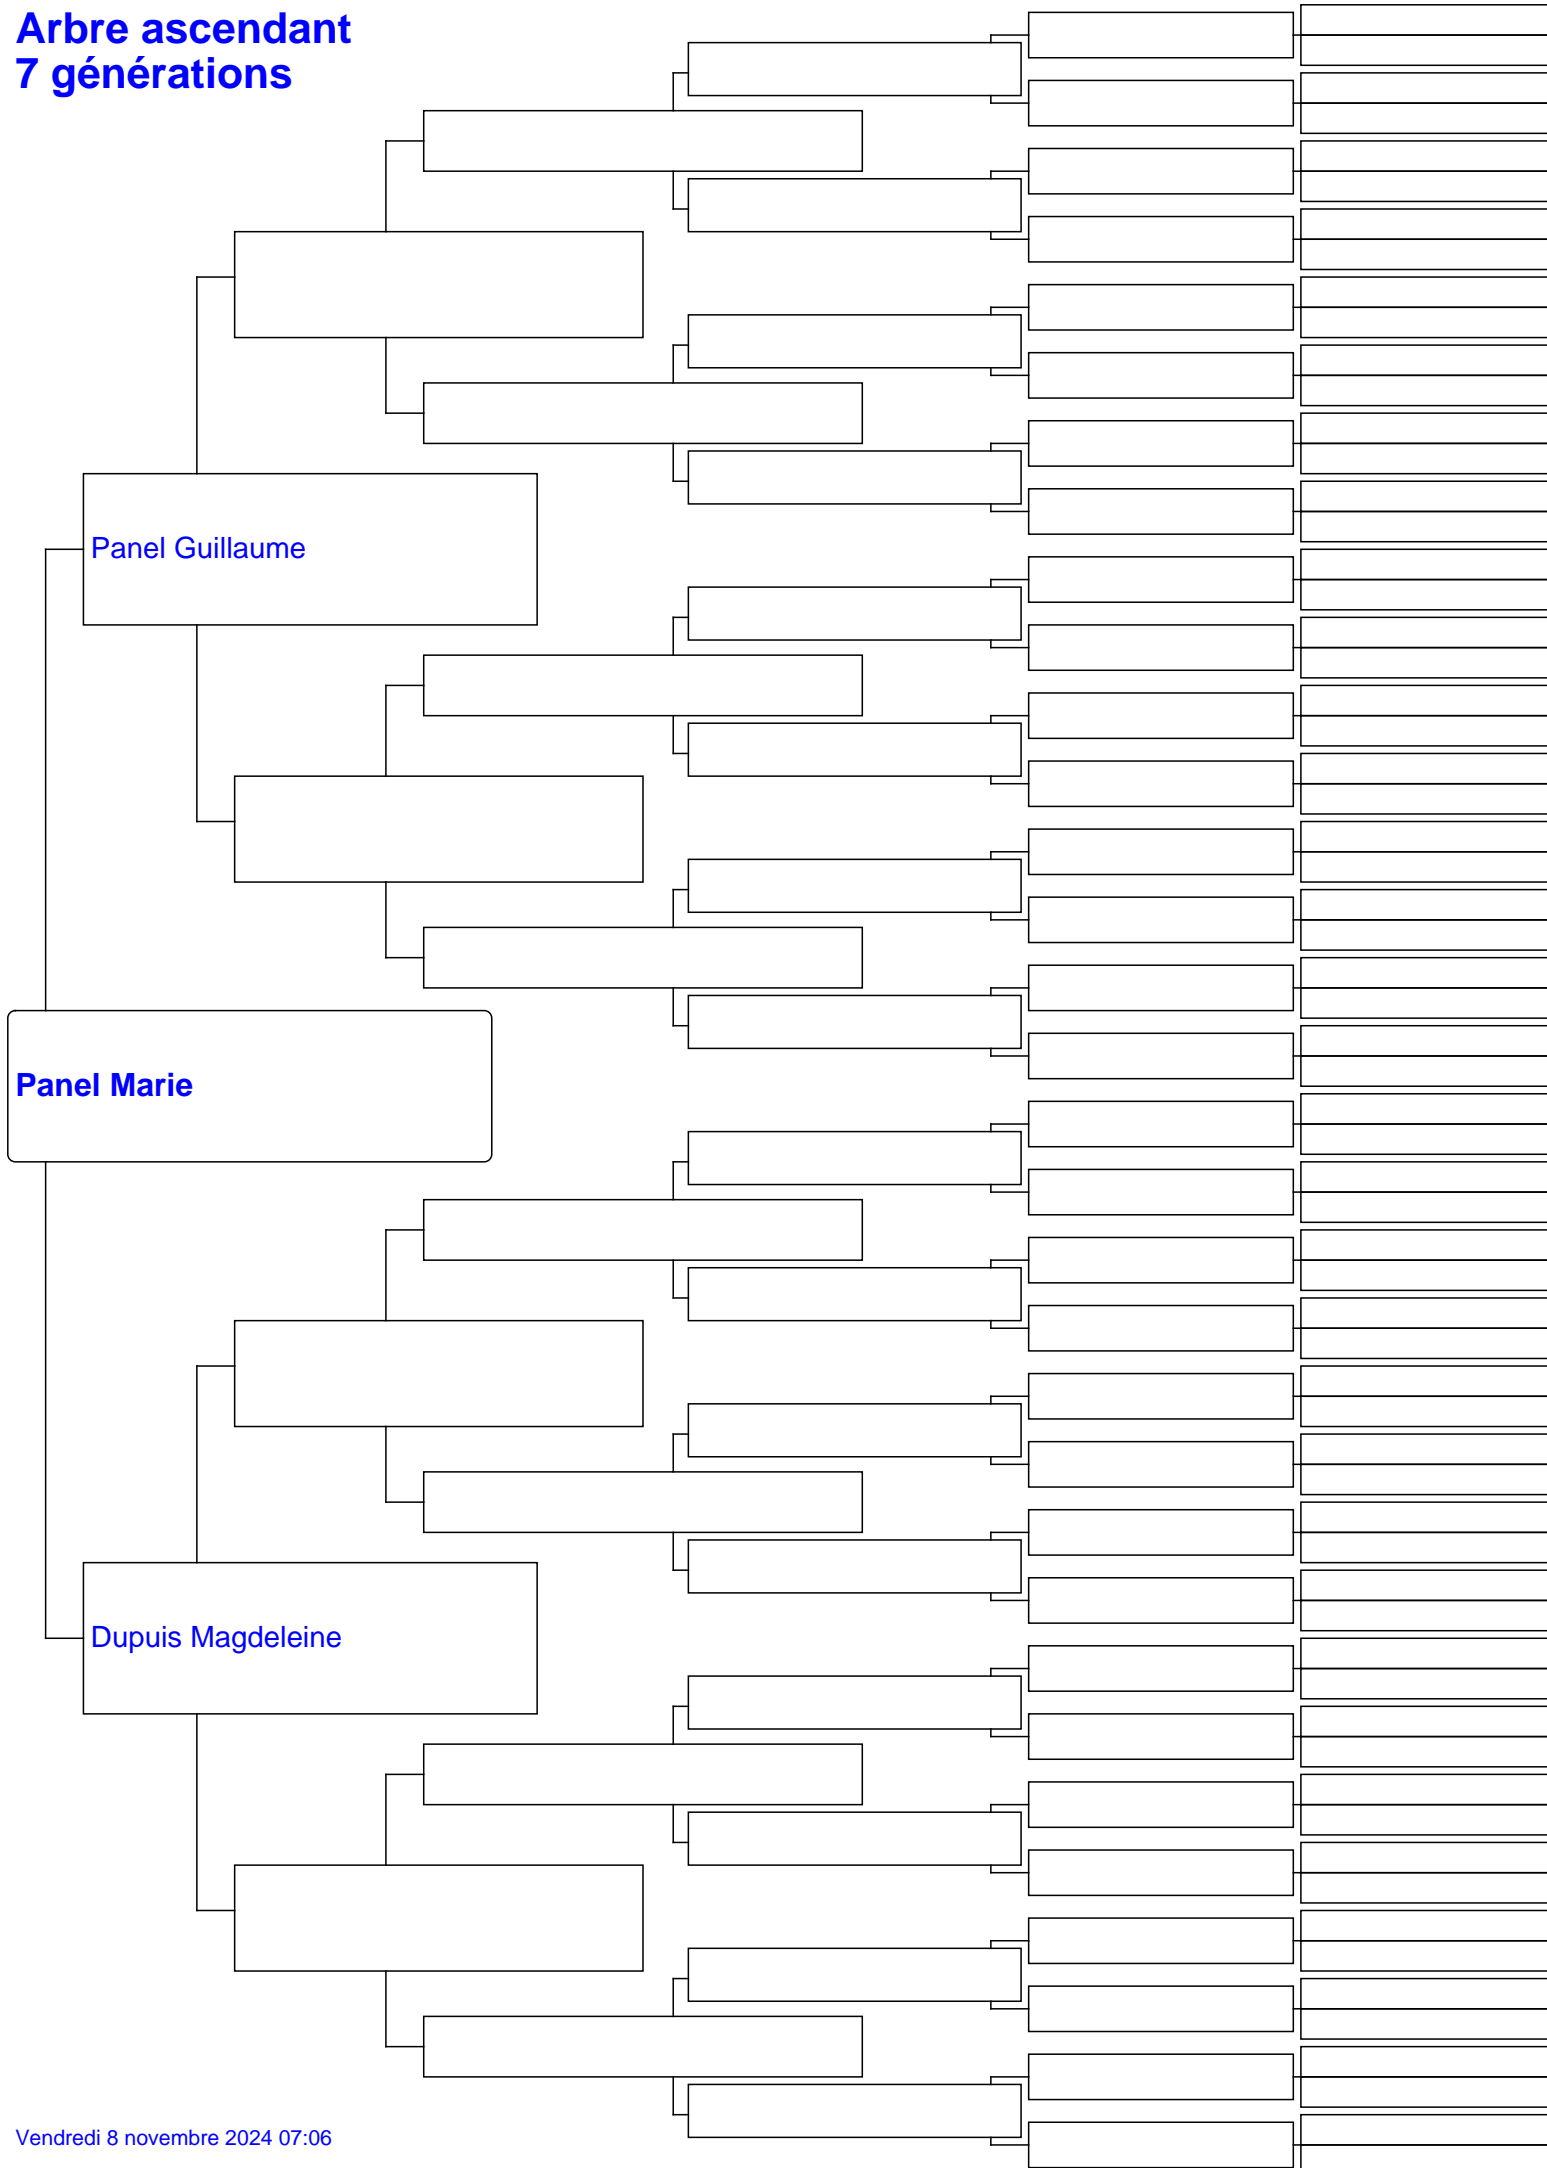 Arbre ascendant
7 générations
Panel Guillaume
Panel Marie
Dupuis Magdeleine
Vendredi 8 novembre 2024 07:06